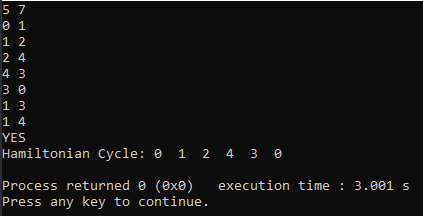 5 7
0 1
1 2
2 4
4 3
3 0
1 3
1 4
YES
Hamiltonian Cycle: 0  1  2  4  3  0

Process returned 0 (0x0)   execution time : 3.001 s
Press any key to continue.